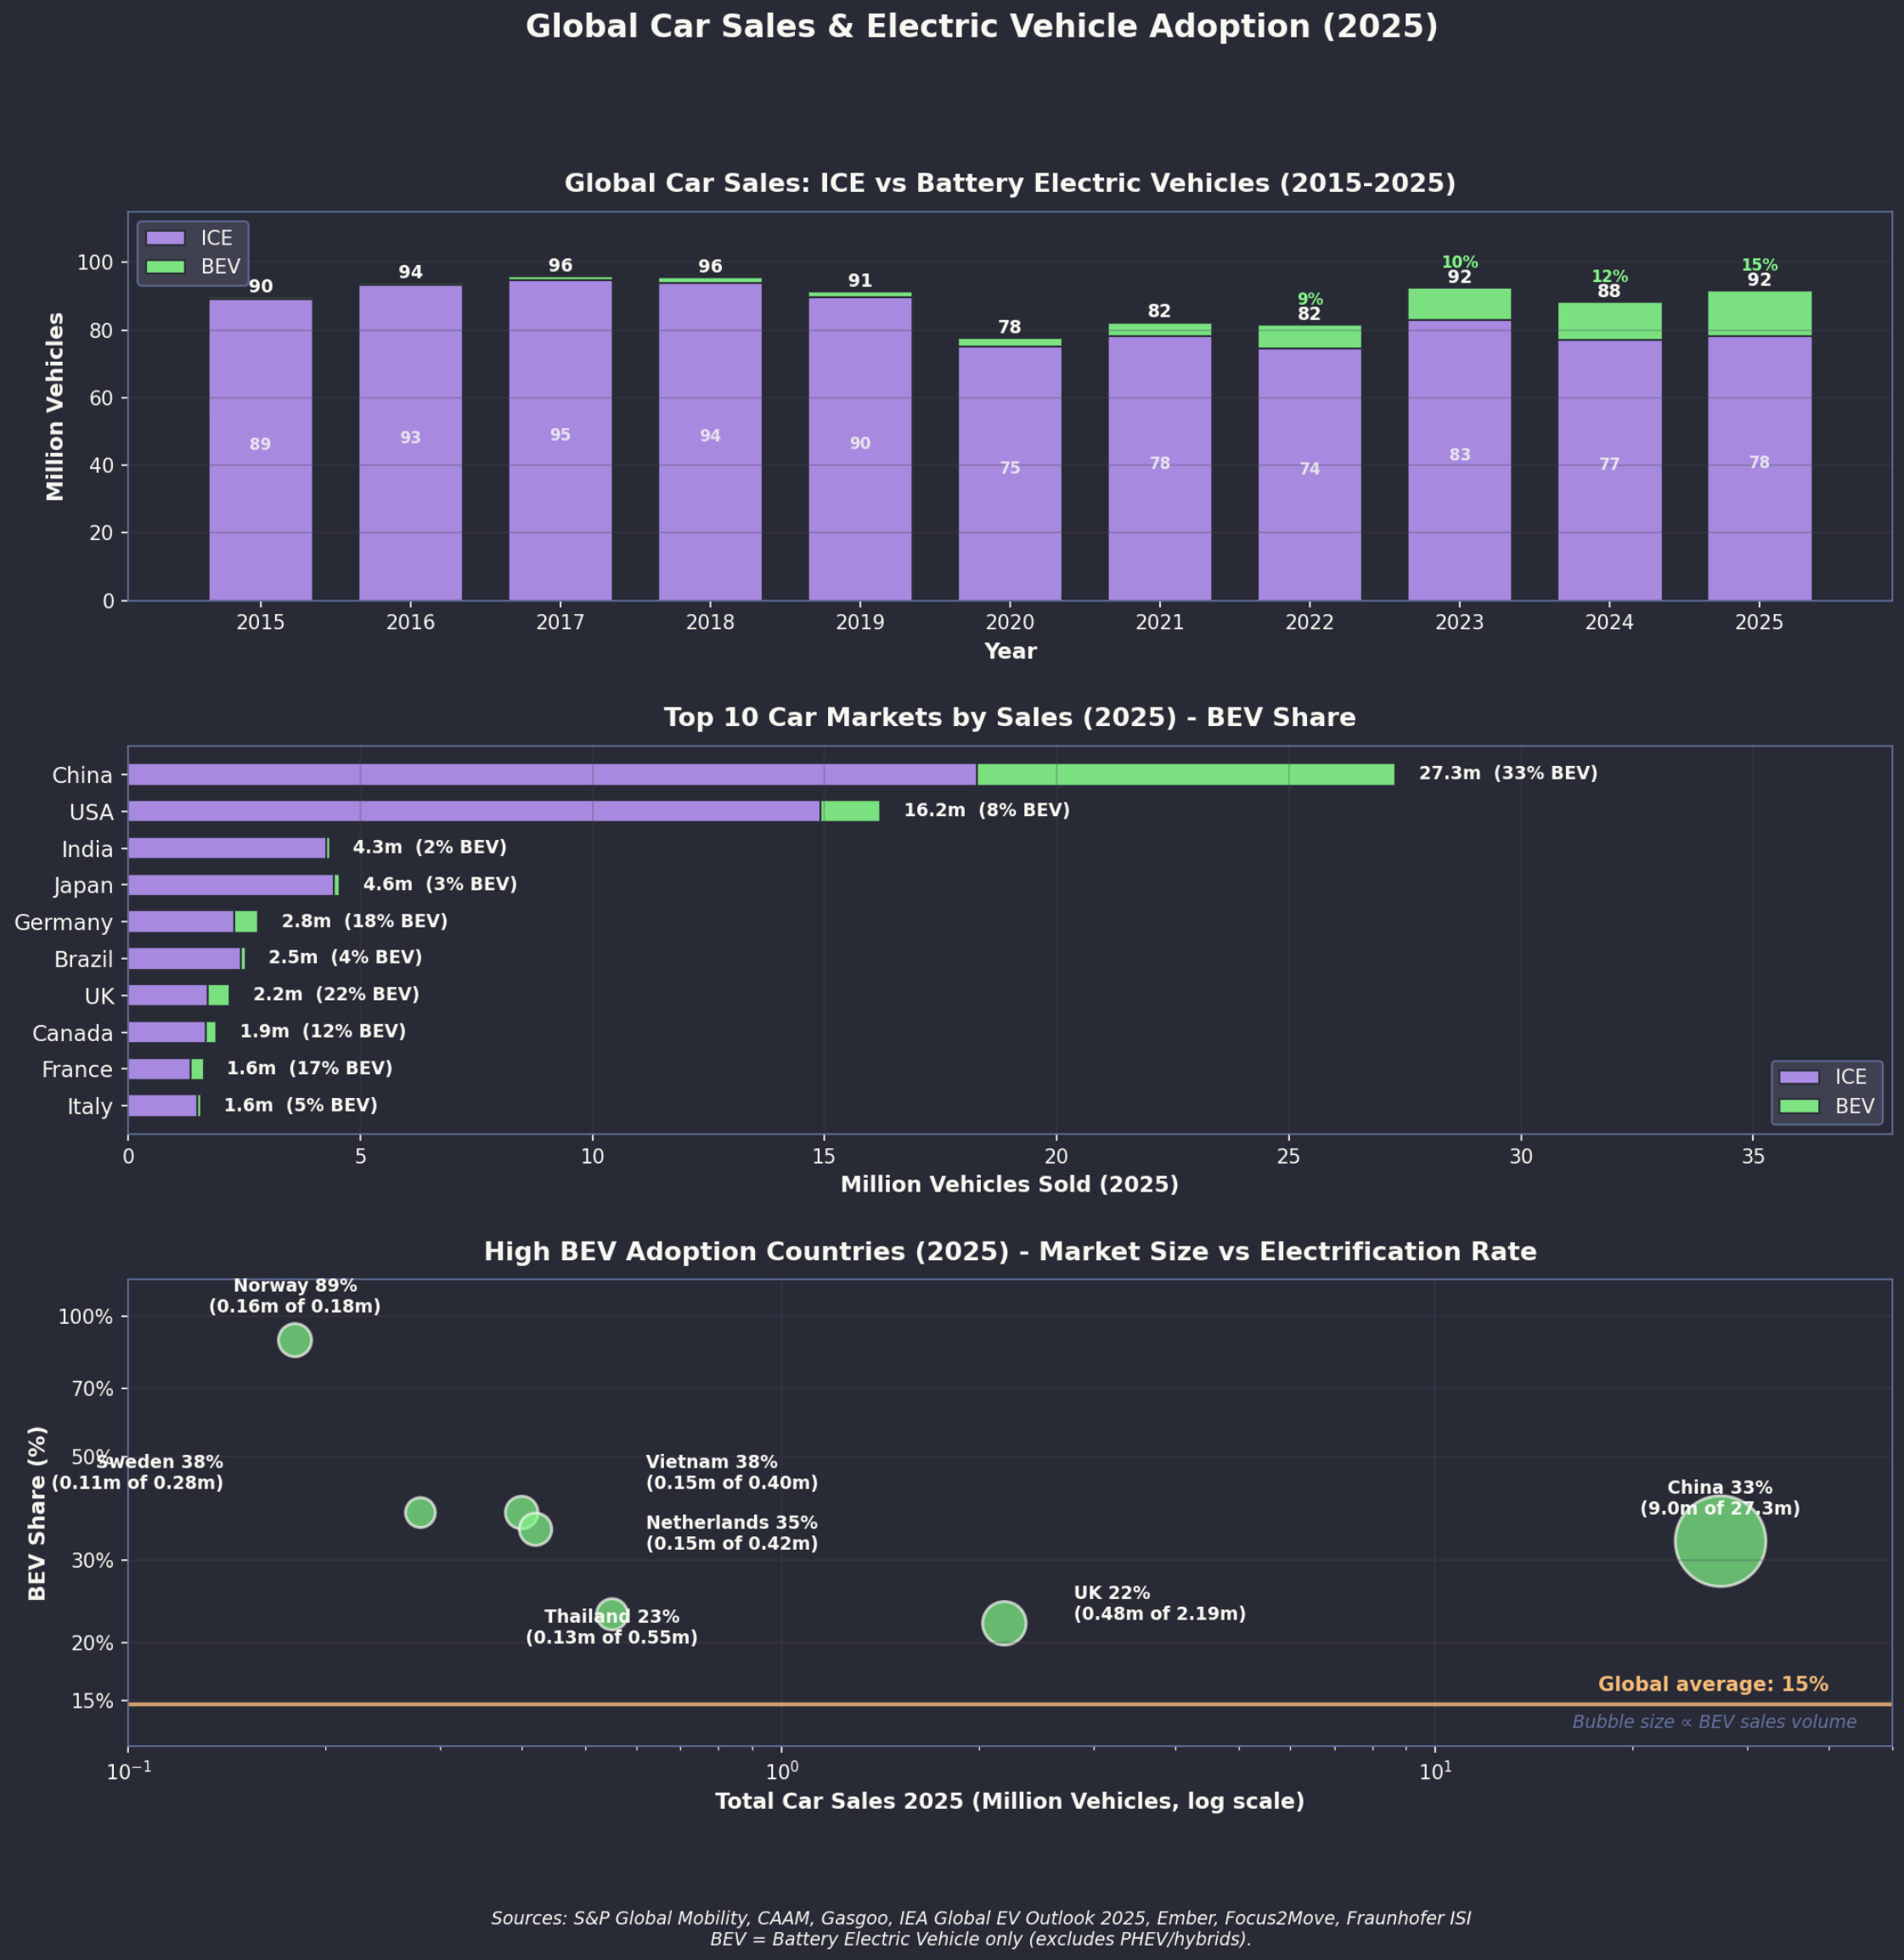 Global Car Sales & Electric Vehicle Adoption (2025)
Global Car Sales: ICE vs Battery Electric Vehicles (2015-2025)
Million Vehicles
100
80
60
40
20
0
ICE
BEV
90
94
96
96
91
78
82
9%
82
10%
92
12%
88
15%
92
89
93
95
94
90
75
78
74
83
77
78
2015 2016 2017 2018 2019 2020 2021 2022 2023 2024 2025
Year
Top 10 Car Markets by Sales (2025) - BEV Share
China 27.3m (33% BEV)
USA 16.2m (8% BEV)
India 4.3m (2% BEV)
Japan 4.6m (3% BEV)
Germany 2.8m (18% BEV)
Brazil 2.5m (4% BEV)
UK 2.2m (22% BEV)
Canada 1.9m (12% BEV)
France 1.6m (17% BEV)
Italy 1.6m (5% BEV)
ICE
BEV
0 5 10 15 20 25 30 35
Million Vehicles Sold (2025)
High BEV Adoption Countries (2025) - Market Size vs Electrification Rate
BEV Share (%)
100%
70%
50%
30%
20%
15%
Norway 89%
(0.16m of 0.18m)
Sweden 38%
(0.11m of 0.28m)
Vietnam 38%
(0.15m of 0.40m)
Netherlands 35%
(0.15m of 0.42m)
China 33%
(9.0m of 27.3m)
Thailand 23%
(0.13m of 0.55m)
UK 22%
(0.48m of 2.19m)
Global average: 15%
Bubble size ∝ BEV sales volume
10⁻¹ 10⁰ 10¹
Total Car Sales 2025 (Million Vehicles, log scale)
Sources: S&P Global Mobility, CAAM, Gasgoo, IEA Global EV Outlook 2025, Ember, Focus2Move, Fraunhofer ISI
BEV = Battery Electric Vehicle only (excludes PHEV/hybrids).